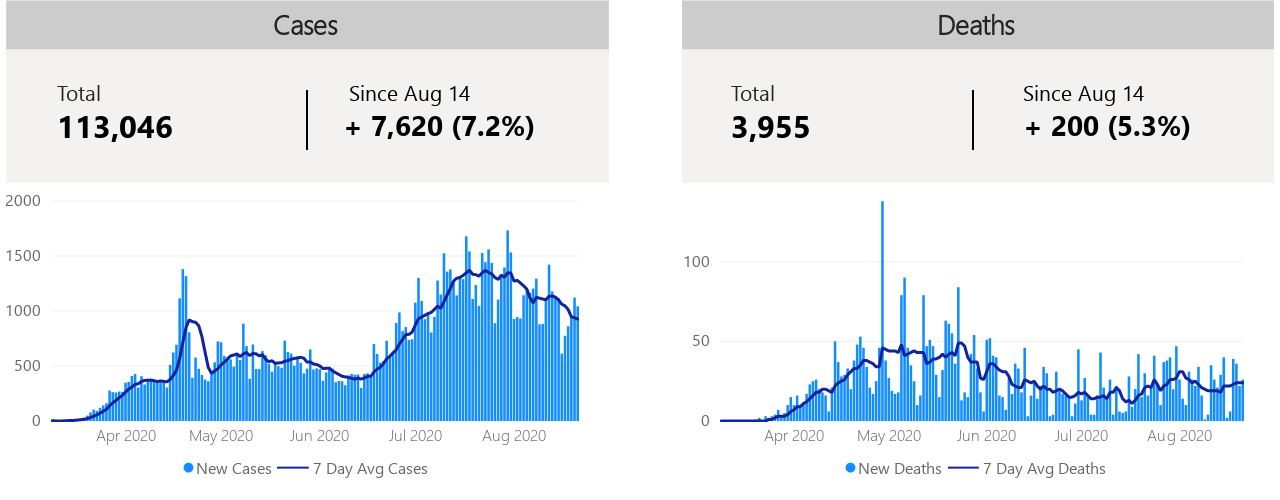 Cases
Total
113,046
Since Aug 14
+ 7,620 (7.2%)
2000
1500
1000
500
0
Apr 2020 May 2020 Jun 2020 Jul 2020 Aug 2020
New Cases 7 Day Avg Cases
Deaths
Total
3,955
Since Aug 14
+ 200 (5.3%)
100
50
0
Apr 2020 May 2020 Jun 2020 Jul 2020 Aug 2020
New Deaths 7 Day Avg Deaths